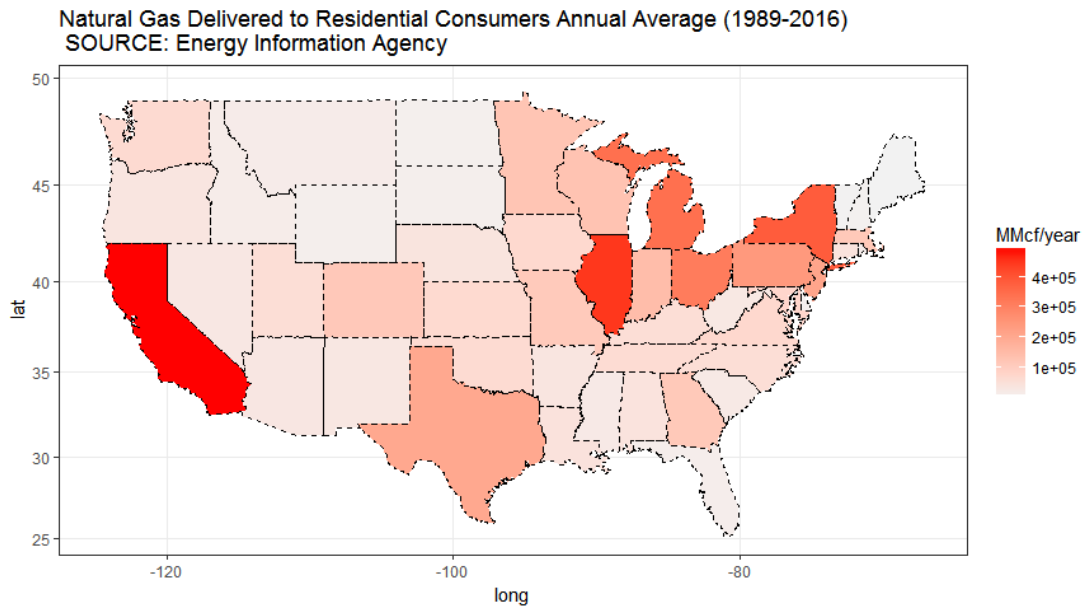 Natural Gas Delivered to Residential Consumers Annual Average (1989-2016)
SOURCE: Energy Information Agency
50
45
40
35
30
25
lat
-120
-100
-80
long
MMcf/year
4e+05
3e+05
2e+05
1e+05